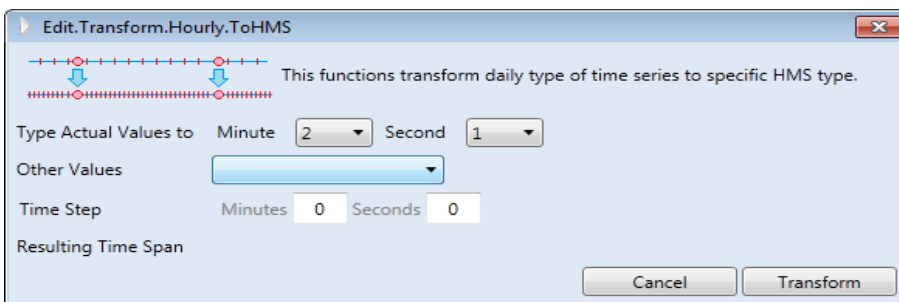 Edit.Transform.Hourly.ToHMS
This functions transform daily type of time series to specific HMS type.
Type Actual Values to Minute 2 Second 1
Other Values
Time Step Minutes 0 Seconds 0
Resulting Time Span
Cancel Transform